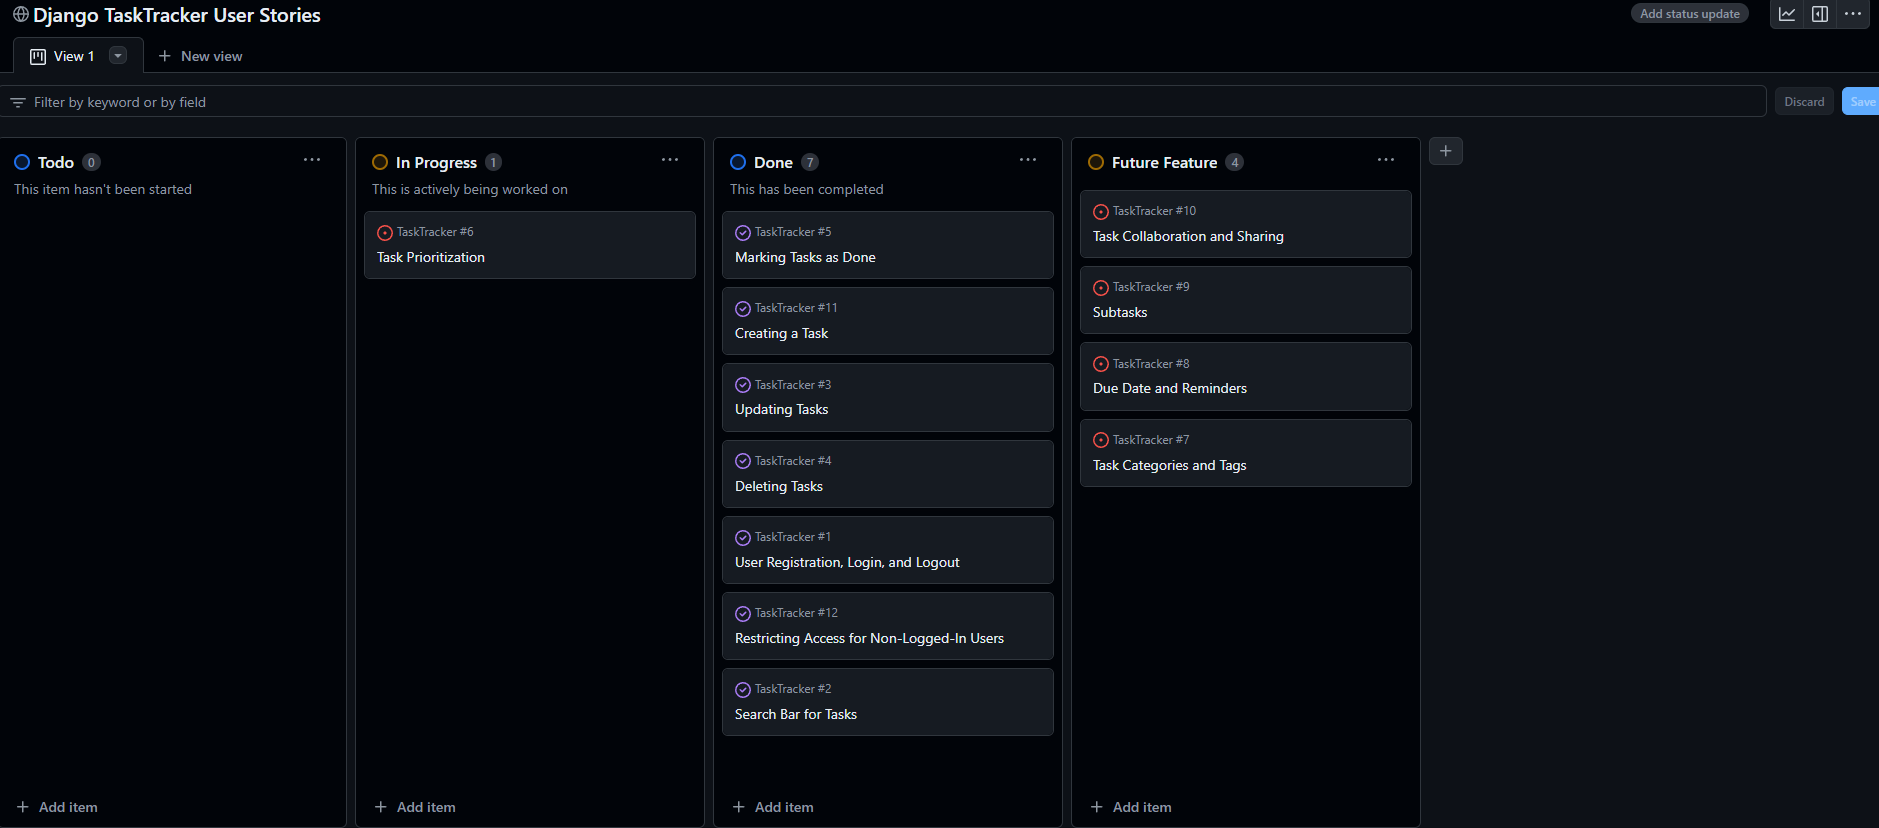 Django TaskTracker User Stories
Add status update
View 1
New view
Filter by keyword or by field
Discard
Save
Todo 0
This item hasn't been started
Add item
In Progress 1
This is actively being worked on
TaskTracker #6
Task Prioritization
Add item
Done 7
This has been completed
TaskTracker #5
Marking Tasks as Done
TaskTracker #11
Creating a Task
TaskTracker #3
Updating Tasks
TaskTracker #4
Deleting Tasks
TaskTracker #1
User Registration, Login, and Logout
TaskTracker #12
Restricting Access for Non-Logged-In Users
TaskTracker #2
Search Bar for Tasks
Add item
Future Feature 4
TaskTracker #10
Task Collaboration and Sharing
TaskTracker #9
Subtasks
TaskTracker #8
Due Date and Reminders
TaskTracker #7
Task Categories and Tags
Add item